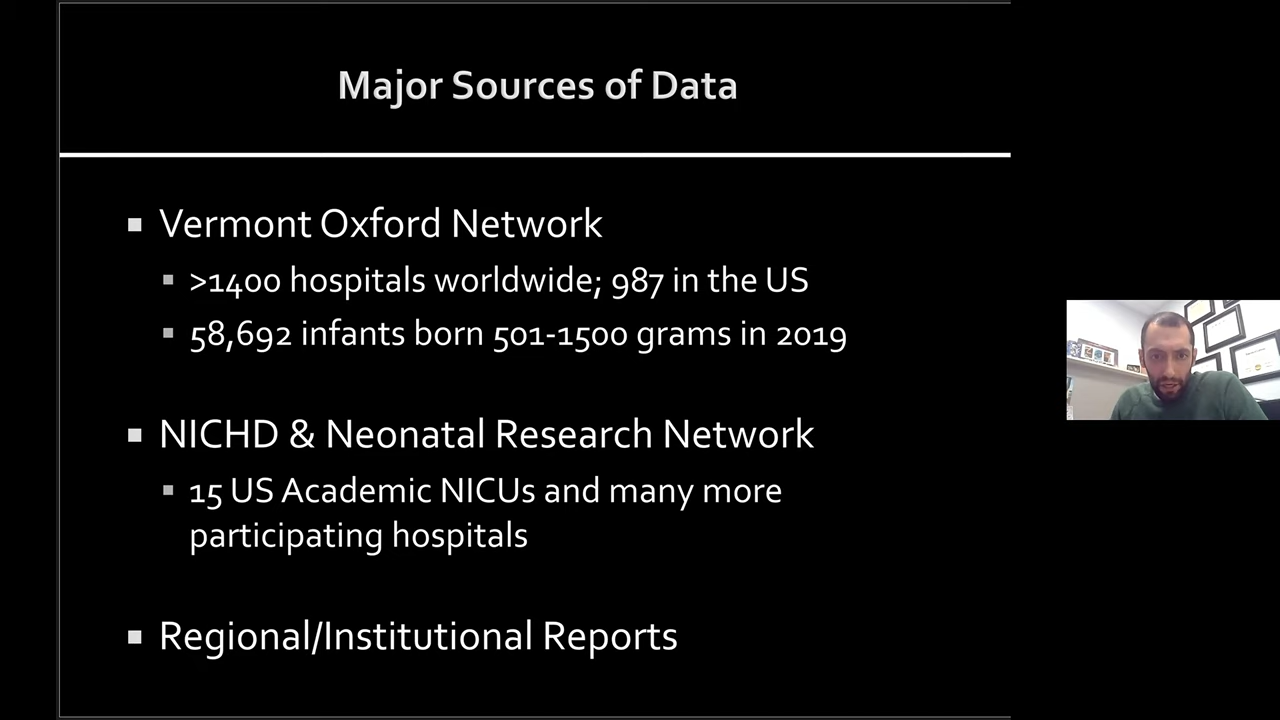 Major Sources of Data
Vermont Oxford Network
>1400 hospitals worldwide; 987 in the US
58,692 infants born 501-1500 grams in 2019
NICHD & Neonatal Research Network
15 US Academic NICUs and many more
participating hospitals
Regional/Institutional Reports